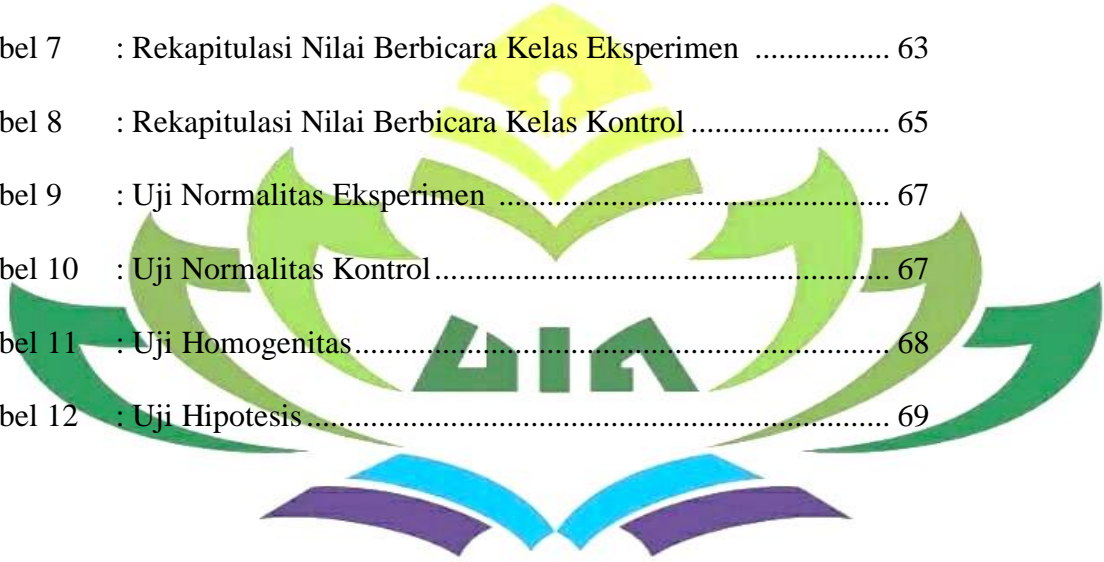 bel 7 : Rekapitulasi Nilai Berbicara Kelas Eksperimen ................. 63
bel 8 : Rekapitulasi Nilai Berbicara Kelas Kontrol ......................... 65
bel 9 : Uji Normalitas Eksperimen ................................................. 67
bel 10 : Uji Normalitas Kontrol ......................................................... 67
bel 11 : Uji Homogenitas ................................................................... 68
bel 12 : Uji Hipotesis ......................................................................... 69